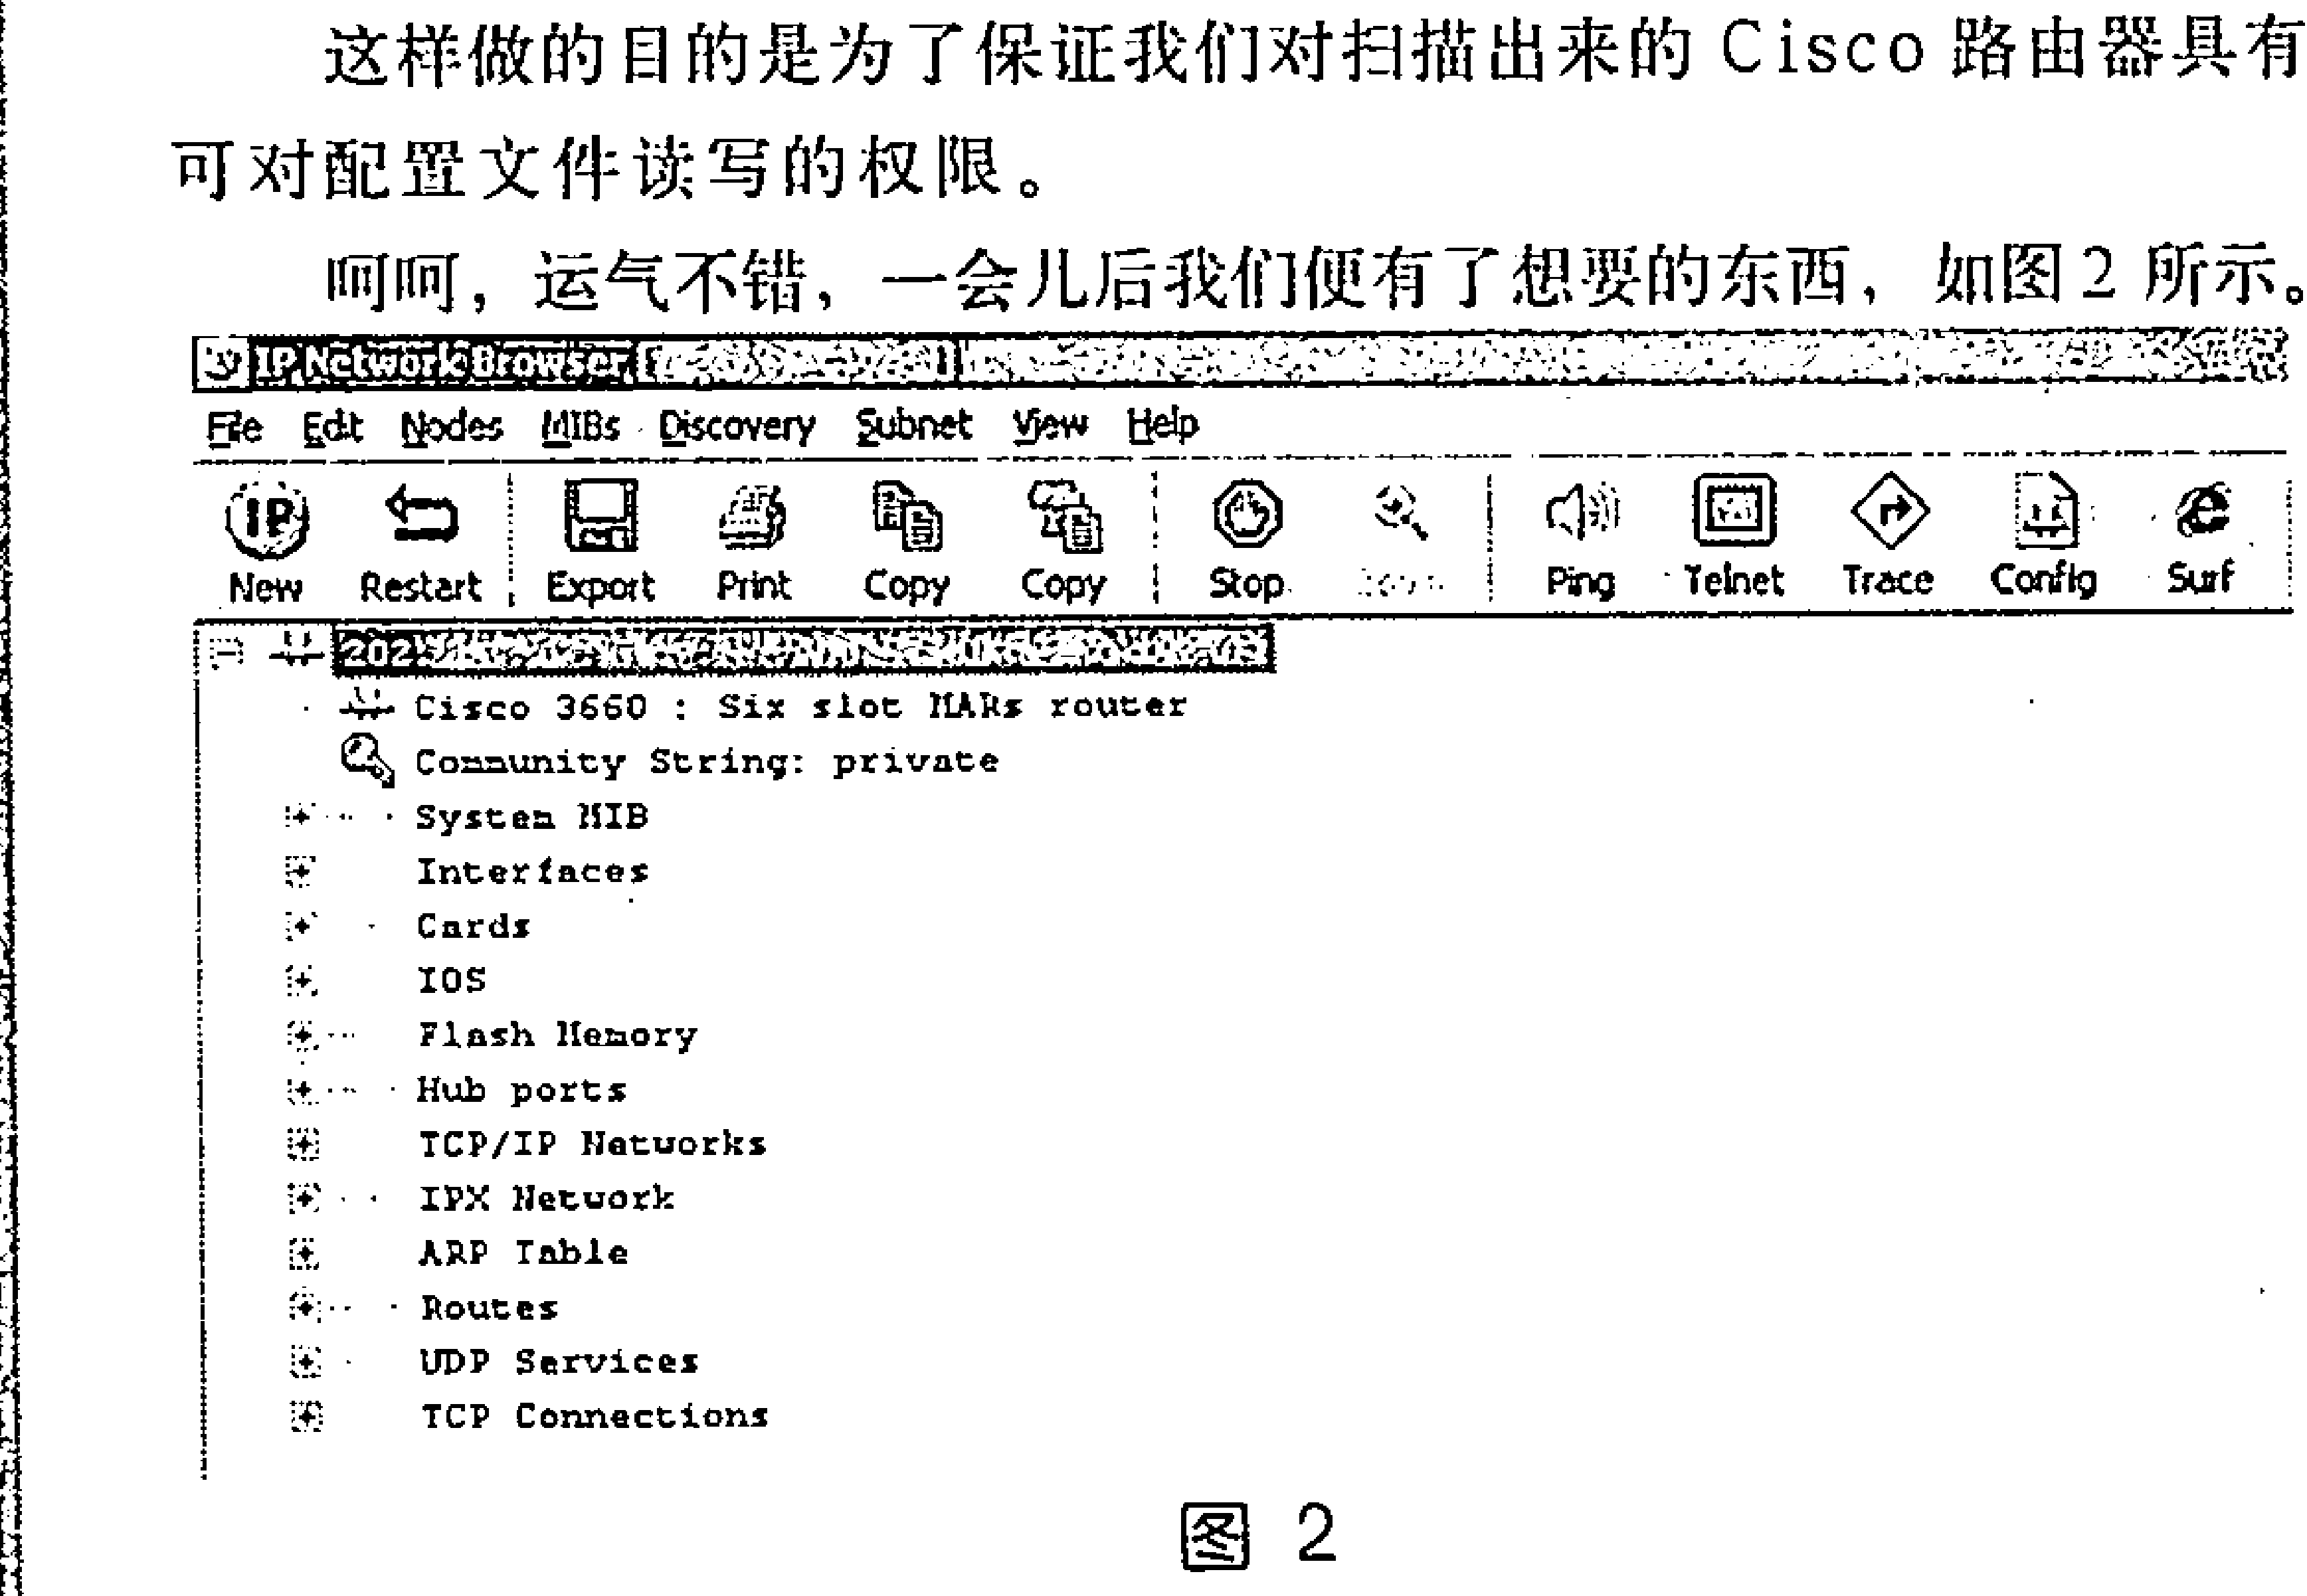 这样做的目的是为了保证我们对扫描出来的 Cisco 路由器具有
可对配置文件读写的权限。
呵呵，运气不错，一会儿后我们便有了想要的东西，如图 2 所示。
IP Network Browser
File Edit Nodes MIBs Discovery Subnet View Help
New Restart Export Print Copy Copy Stop Ping Telnet Trace Config Surf
202
Cisco 3660 : Six slot MARs router
Community String: private
System MIB
Interfaces
Cards
IOS
Flash Memory
Hub ports
TCP/IP Networks
IPX Network
ARP Table
Routes
UDP Services
TCP Connections
图 2